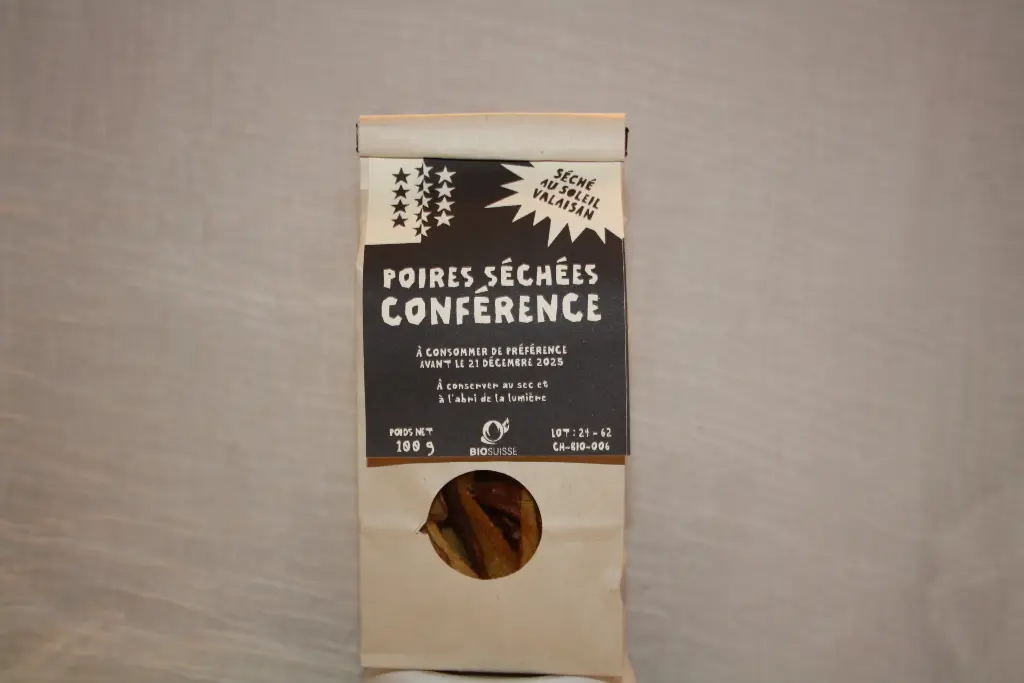 SÉCHÉ
AU SOLEIL
VALAISAN
POIRES SÉCHÉES
CONFÉRENCE
À CONSOMMER DE PRÉFÉRENCE
AVANT LE 21 DÉCEMBRE 2025
À conserver au sec et
à l'abri de la lumière
POIDS NET
100 g
BIOSUISSE
LOT : 24 - 62
CH-BIO-006